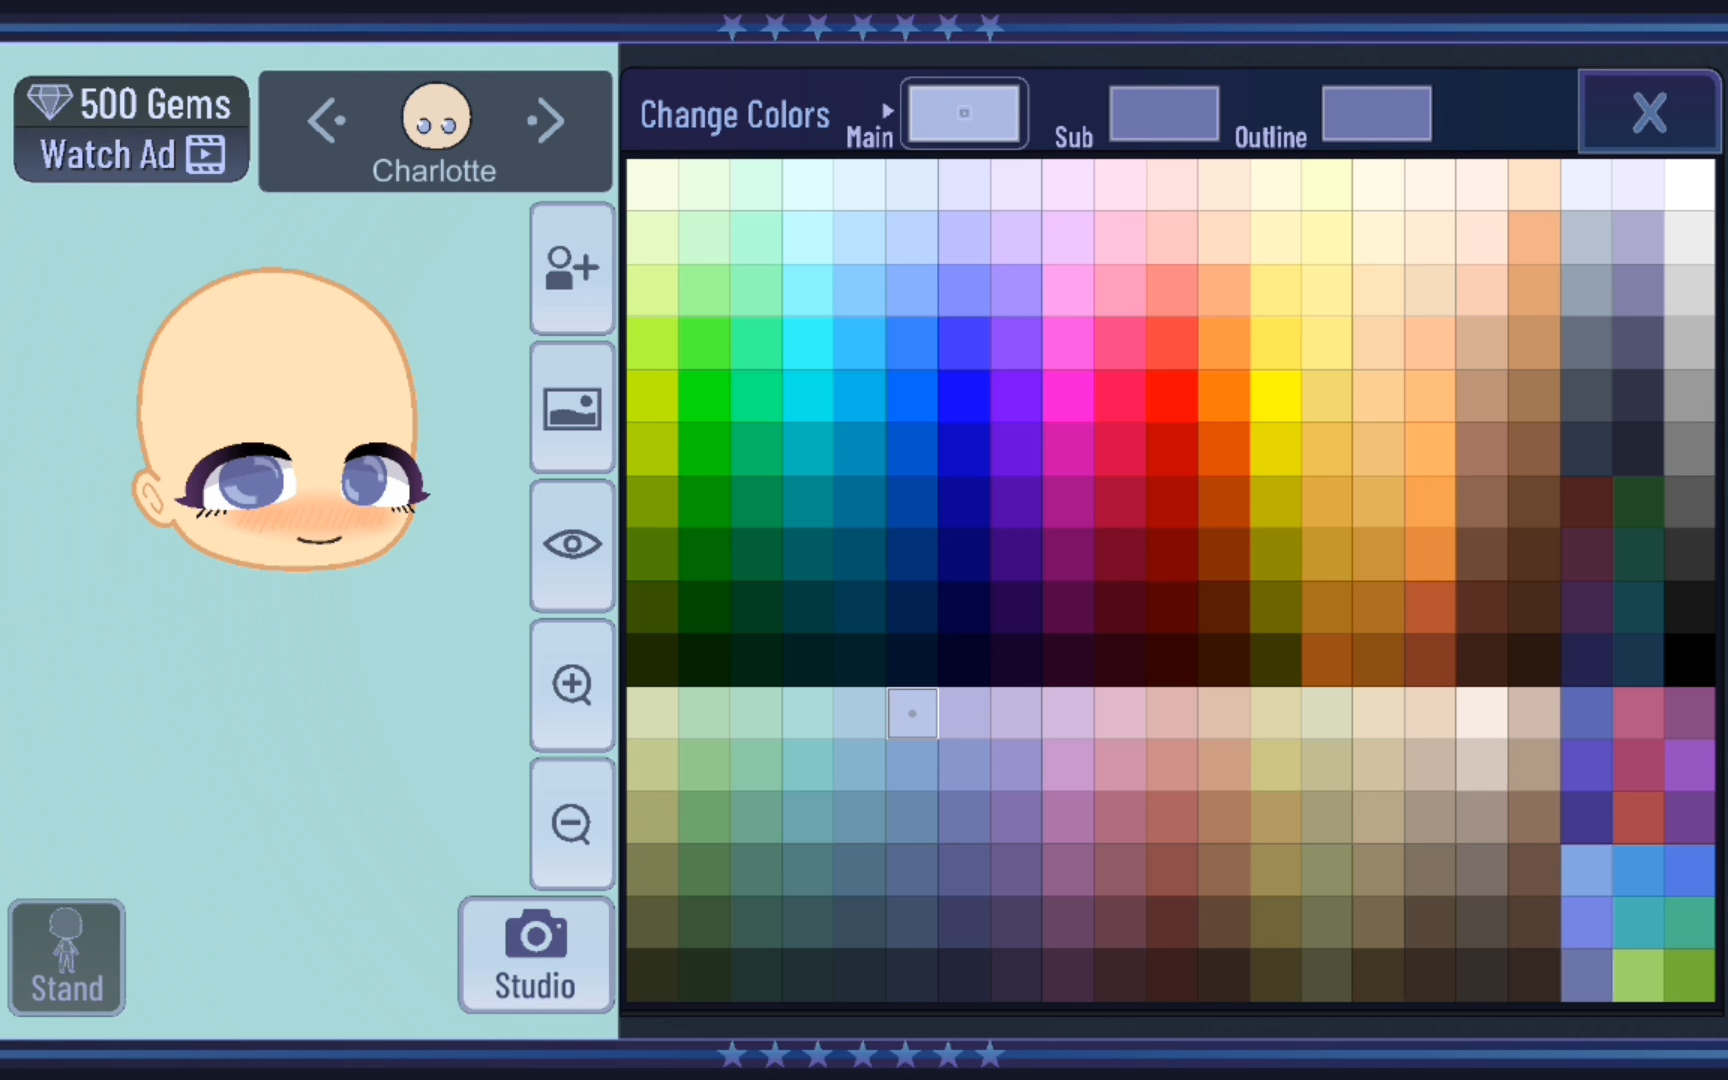 500 Gems
Watch Ad
Charlotte
Change Colors
Main
Sub
Outline
X
Stand
Studio